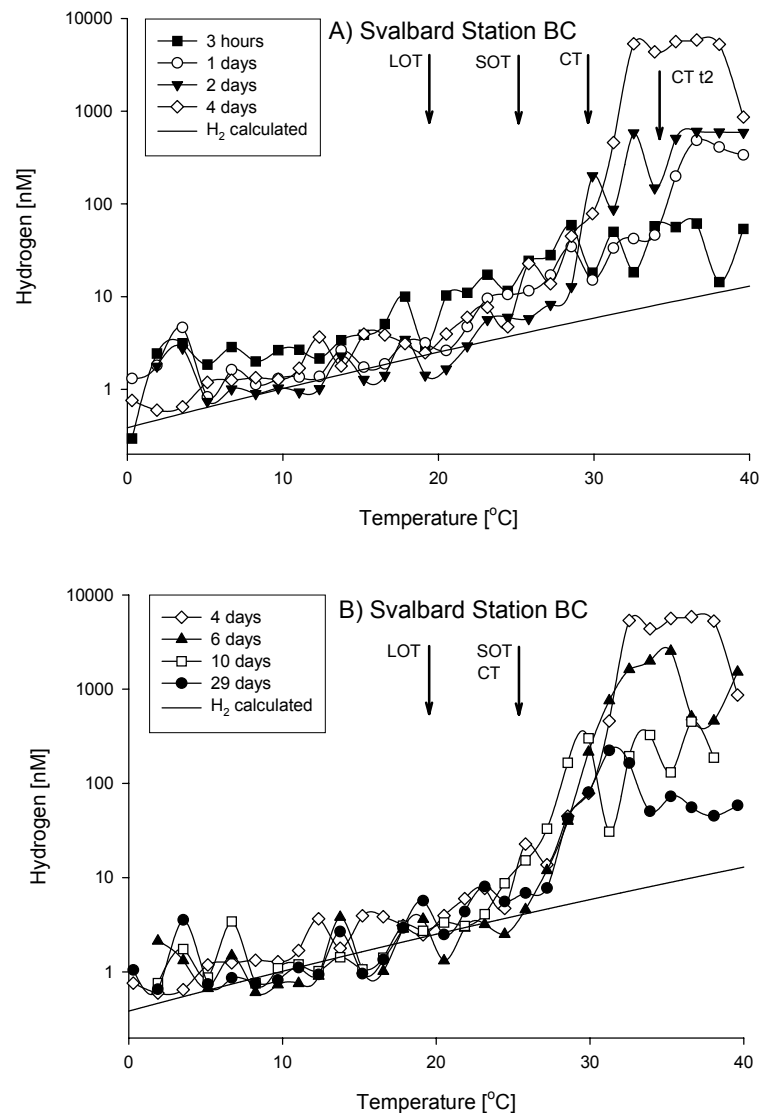 A) Svalbard Station BC
3 hours
1 days
2 days
4 days
H2 calculated
LOT
SOT
CT
CT t2
10000
1000
100
10
1
Hydrogen [nM]
0
10
20
30
40
Temperature [°C]
B) Svalbard Station BC
4 days
6 days
10 days
29 days
H2 calculated
LOT
SOT
CT
10000
1000
100
10
1
Hydrogen [nM]
0
10
20
30
40
Temperature [°C]